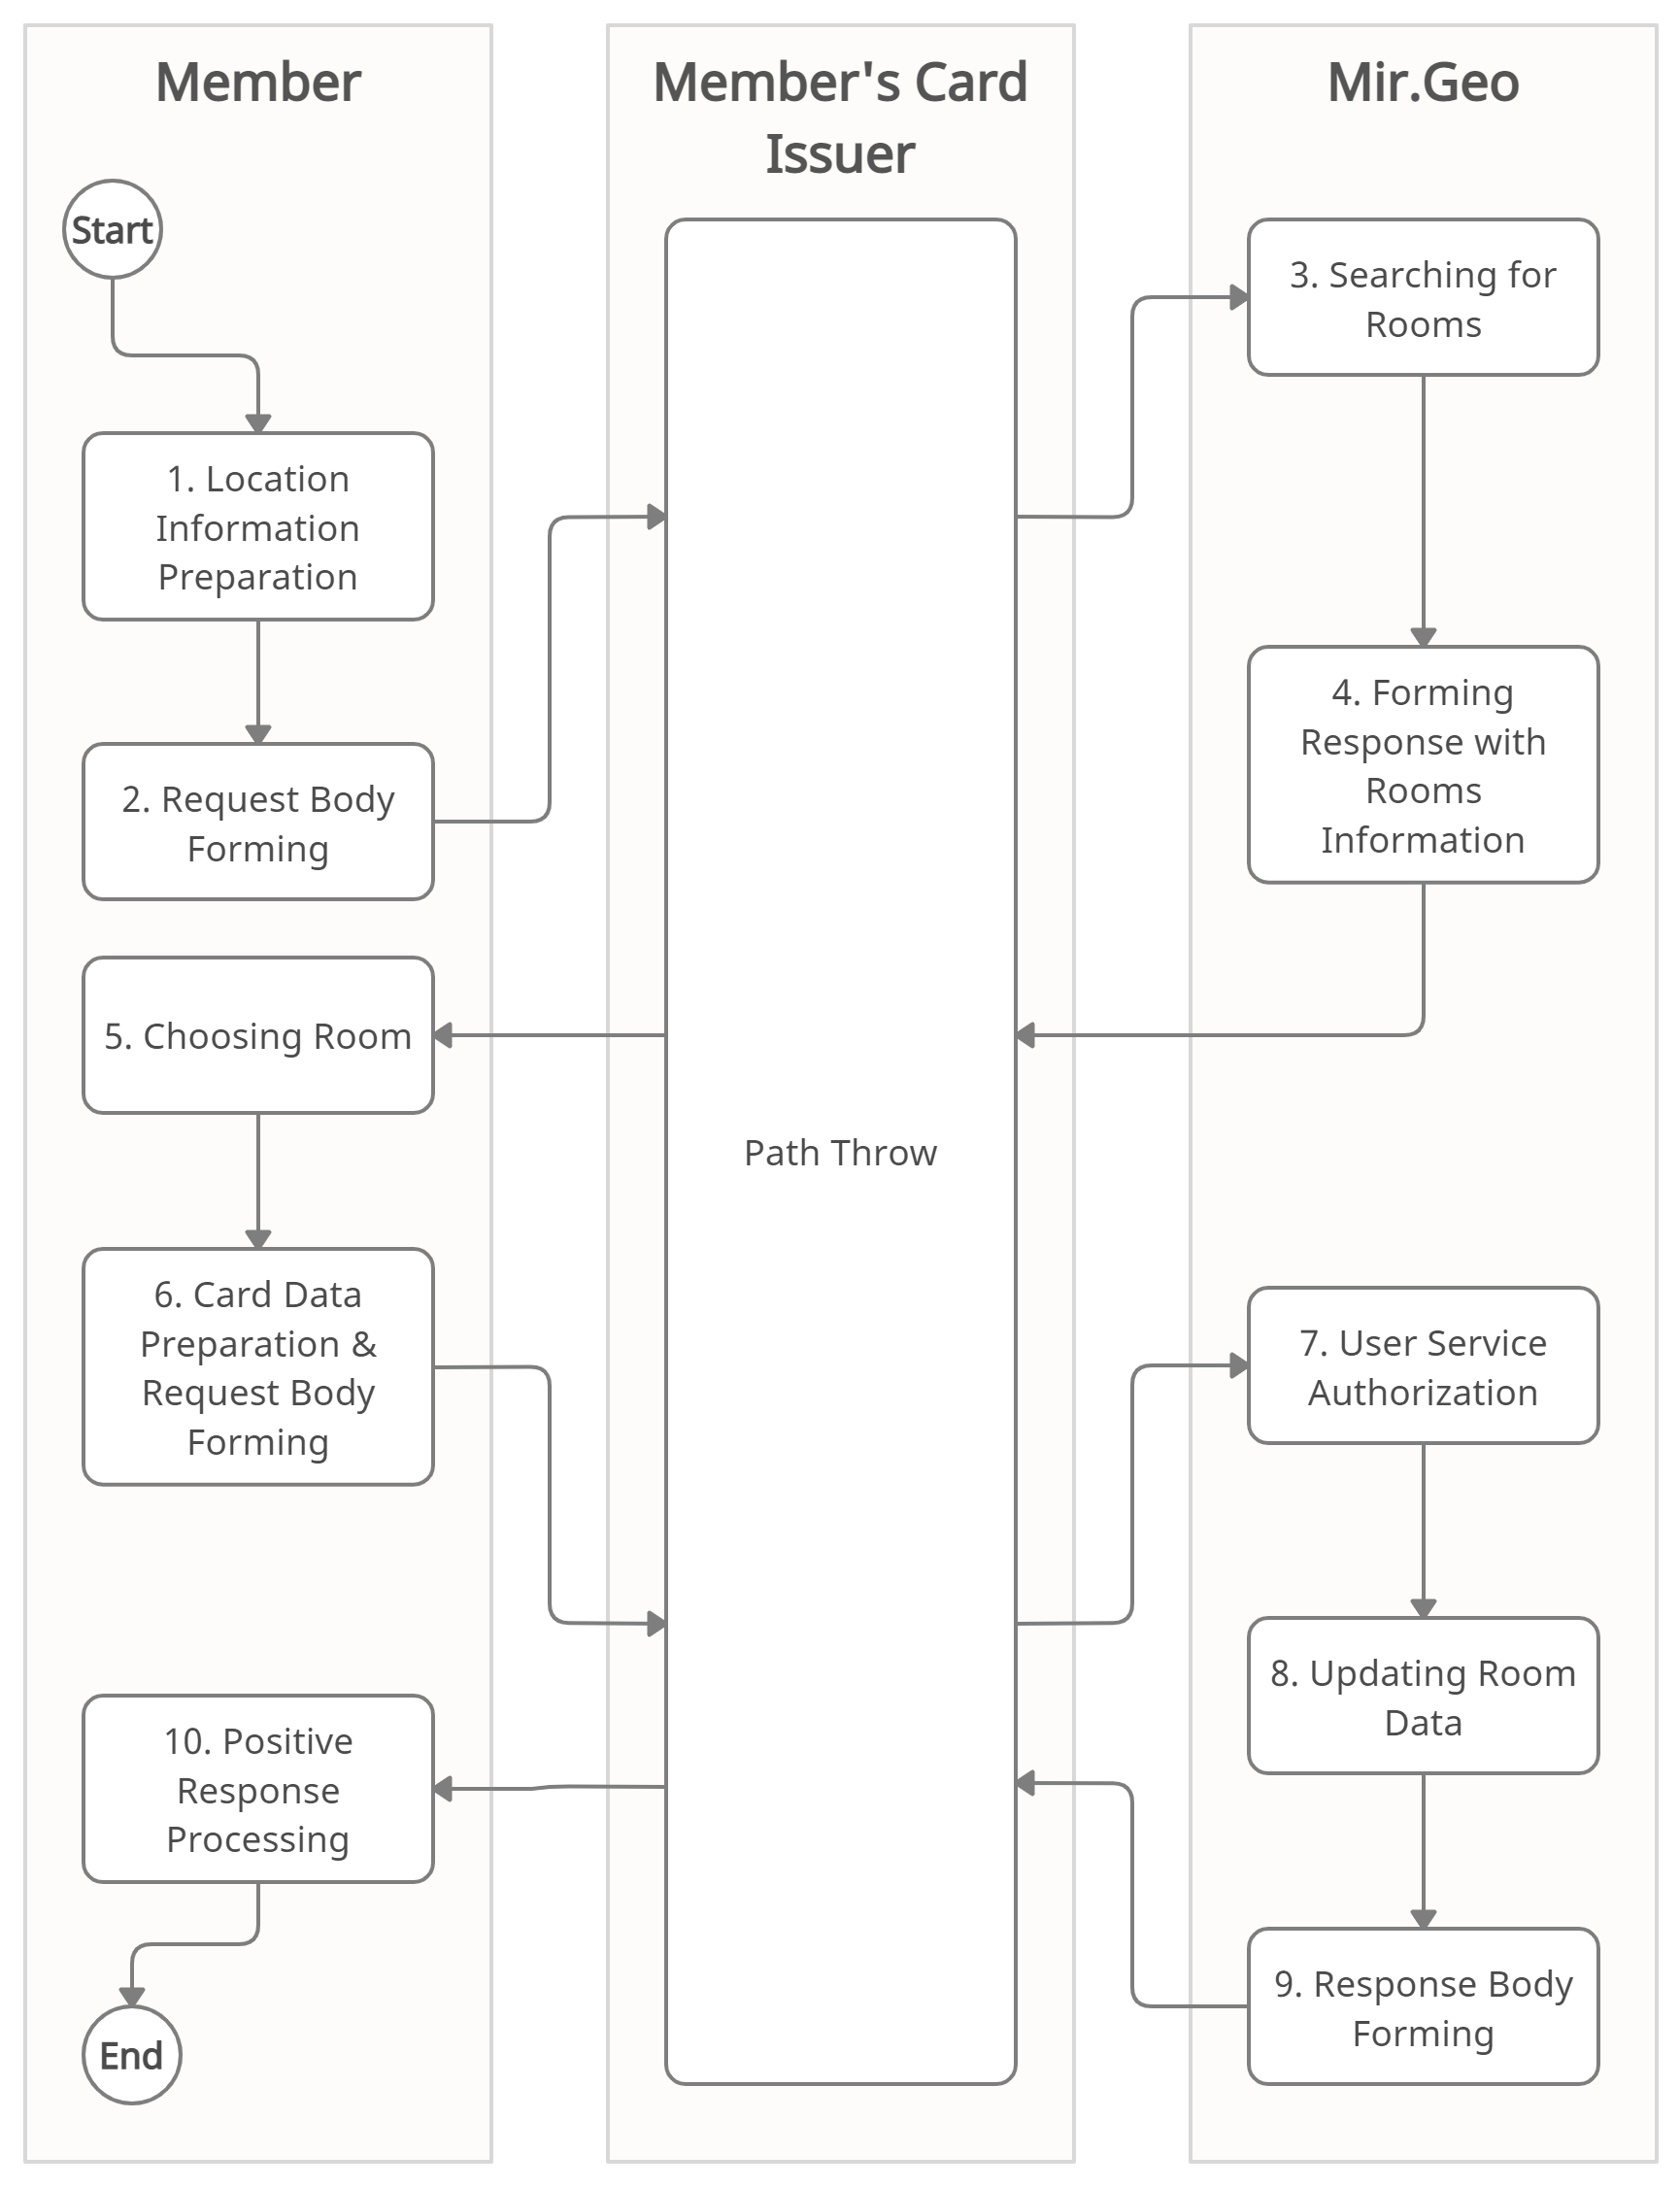 Member
Start
1. Location
Information
Preparation
2. Request Body
Forming
5. Choosing Room
6. Card Data
Preparation &
Request Body
Forming
10. Positive
Response
Processing
End
Member's Card
Issuer
Path Throw
Mir.Geo
3. Searching for
Rooms
4. Forming
Response with
Rooms
Information
7. User Service
Authorization
8. Updating Room
Data
9. Response Body
Forming